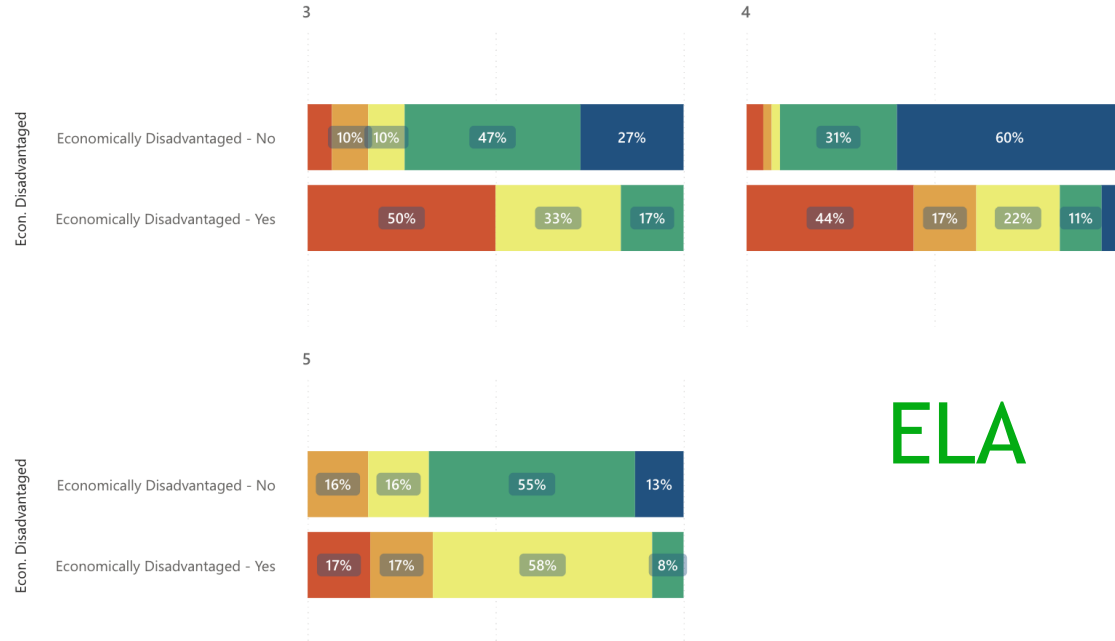 3
4
Econ. Disadvantaged
Economically Disadvantaged - No
10% 10% 47% 27%
31% 60%
Economically Disadvantaged - Yes
50% 33% 17%
44% 17% 22% 11%
5
ELA
Econ. Disadvantaged
Economically Disadvantaged - No
16% 16% 55% 13%
Economically Disadvantaged - Yes
17% 17% 58% 8%